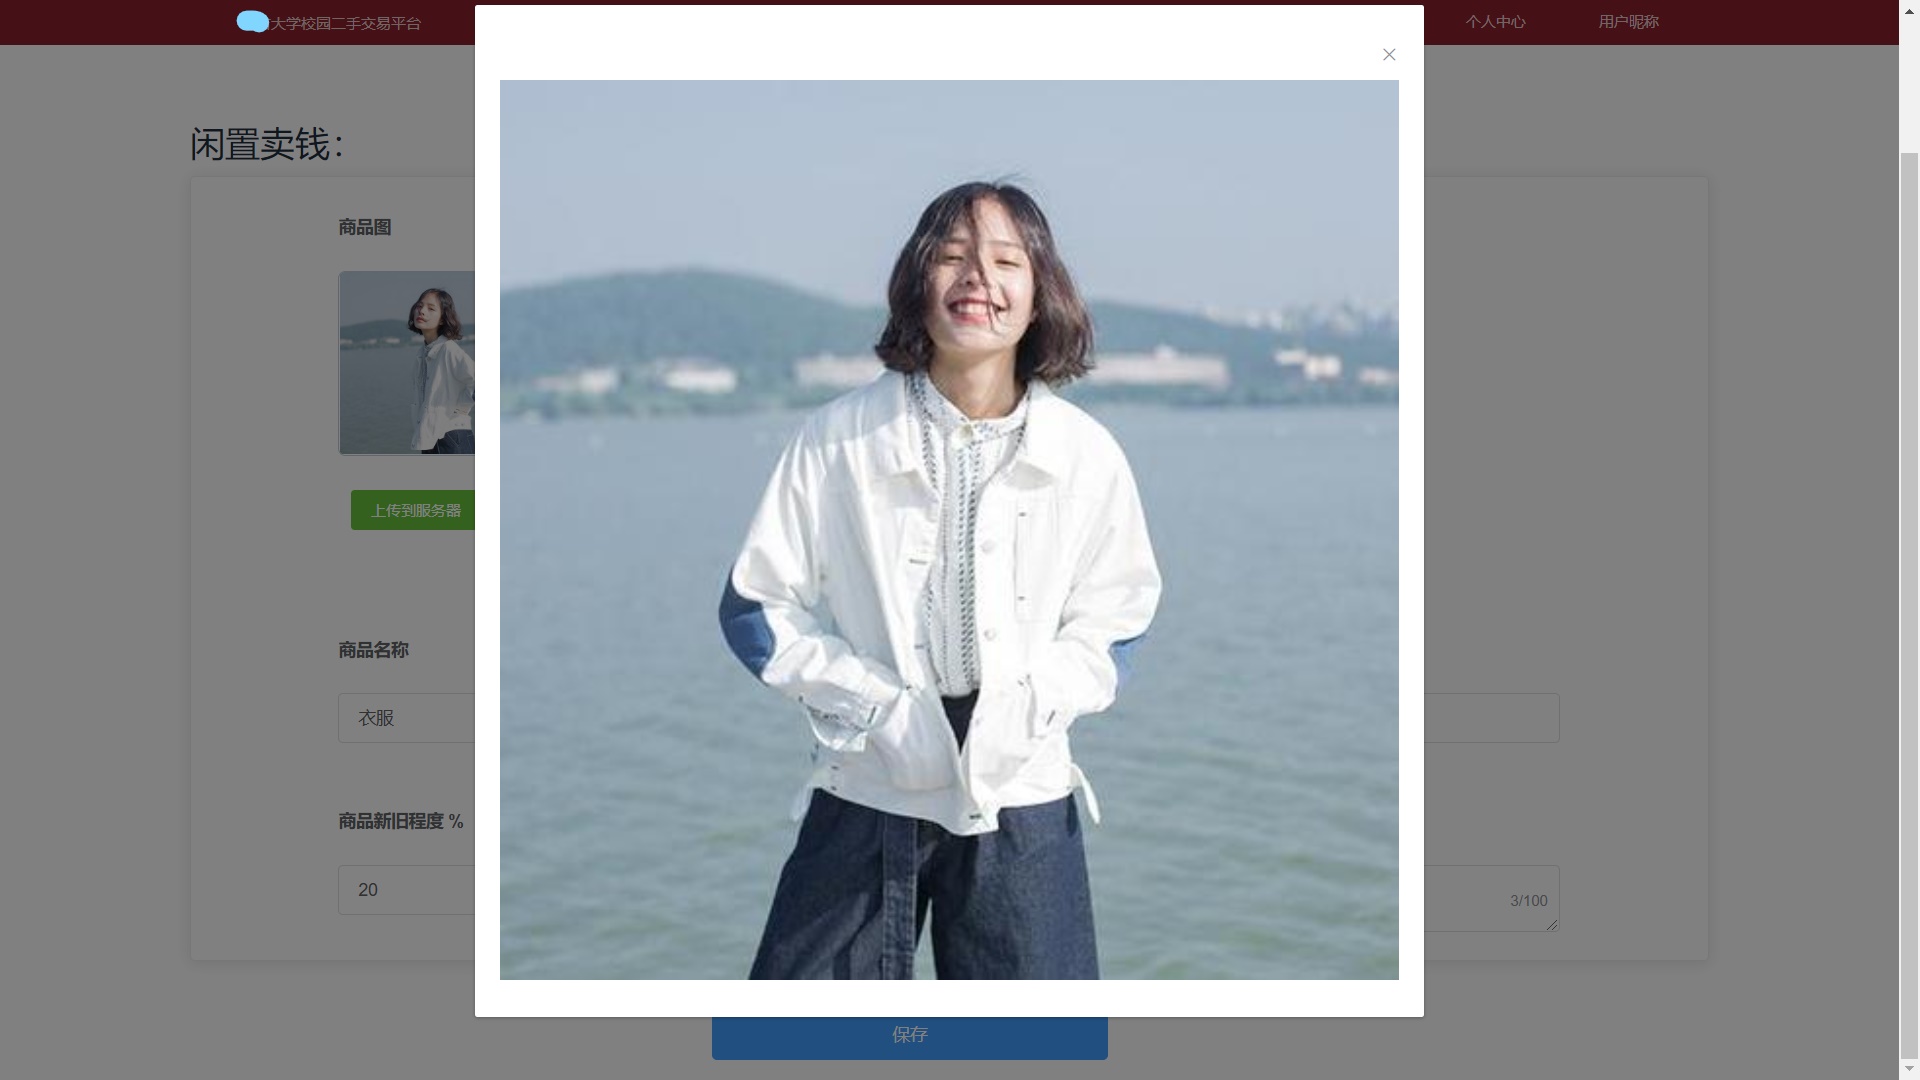 大学校园二手交易平台
个人中心
用户昵称
闲置卖钱：
商品图
上传到服务器
商品名称
衣服
商品新旧程度 %
20
3/100
保存